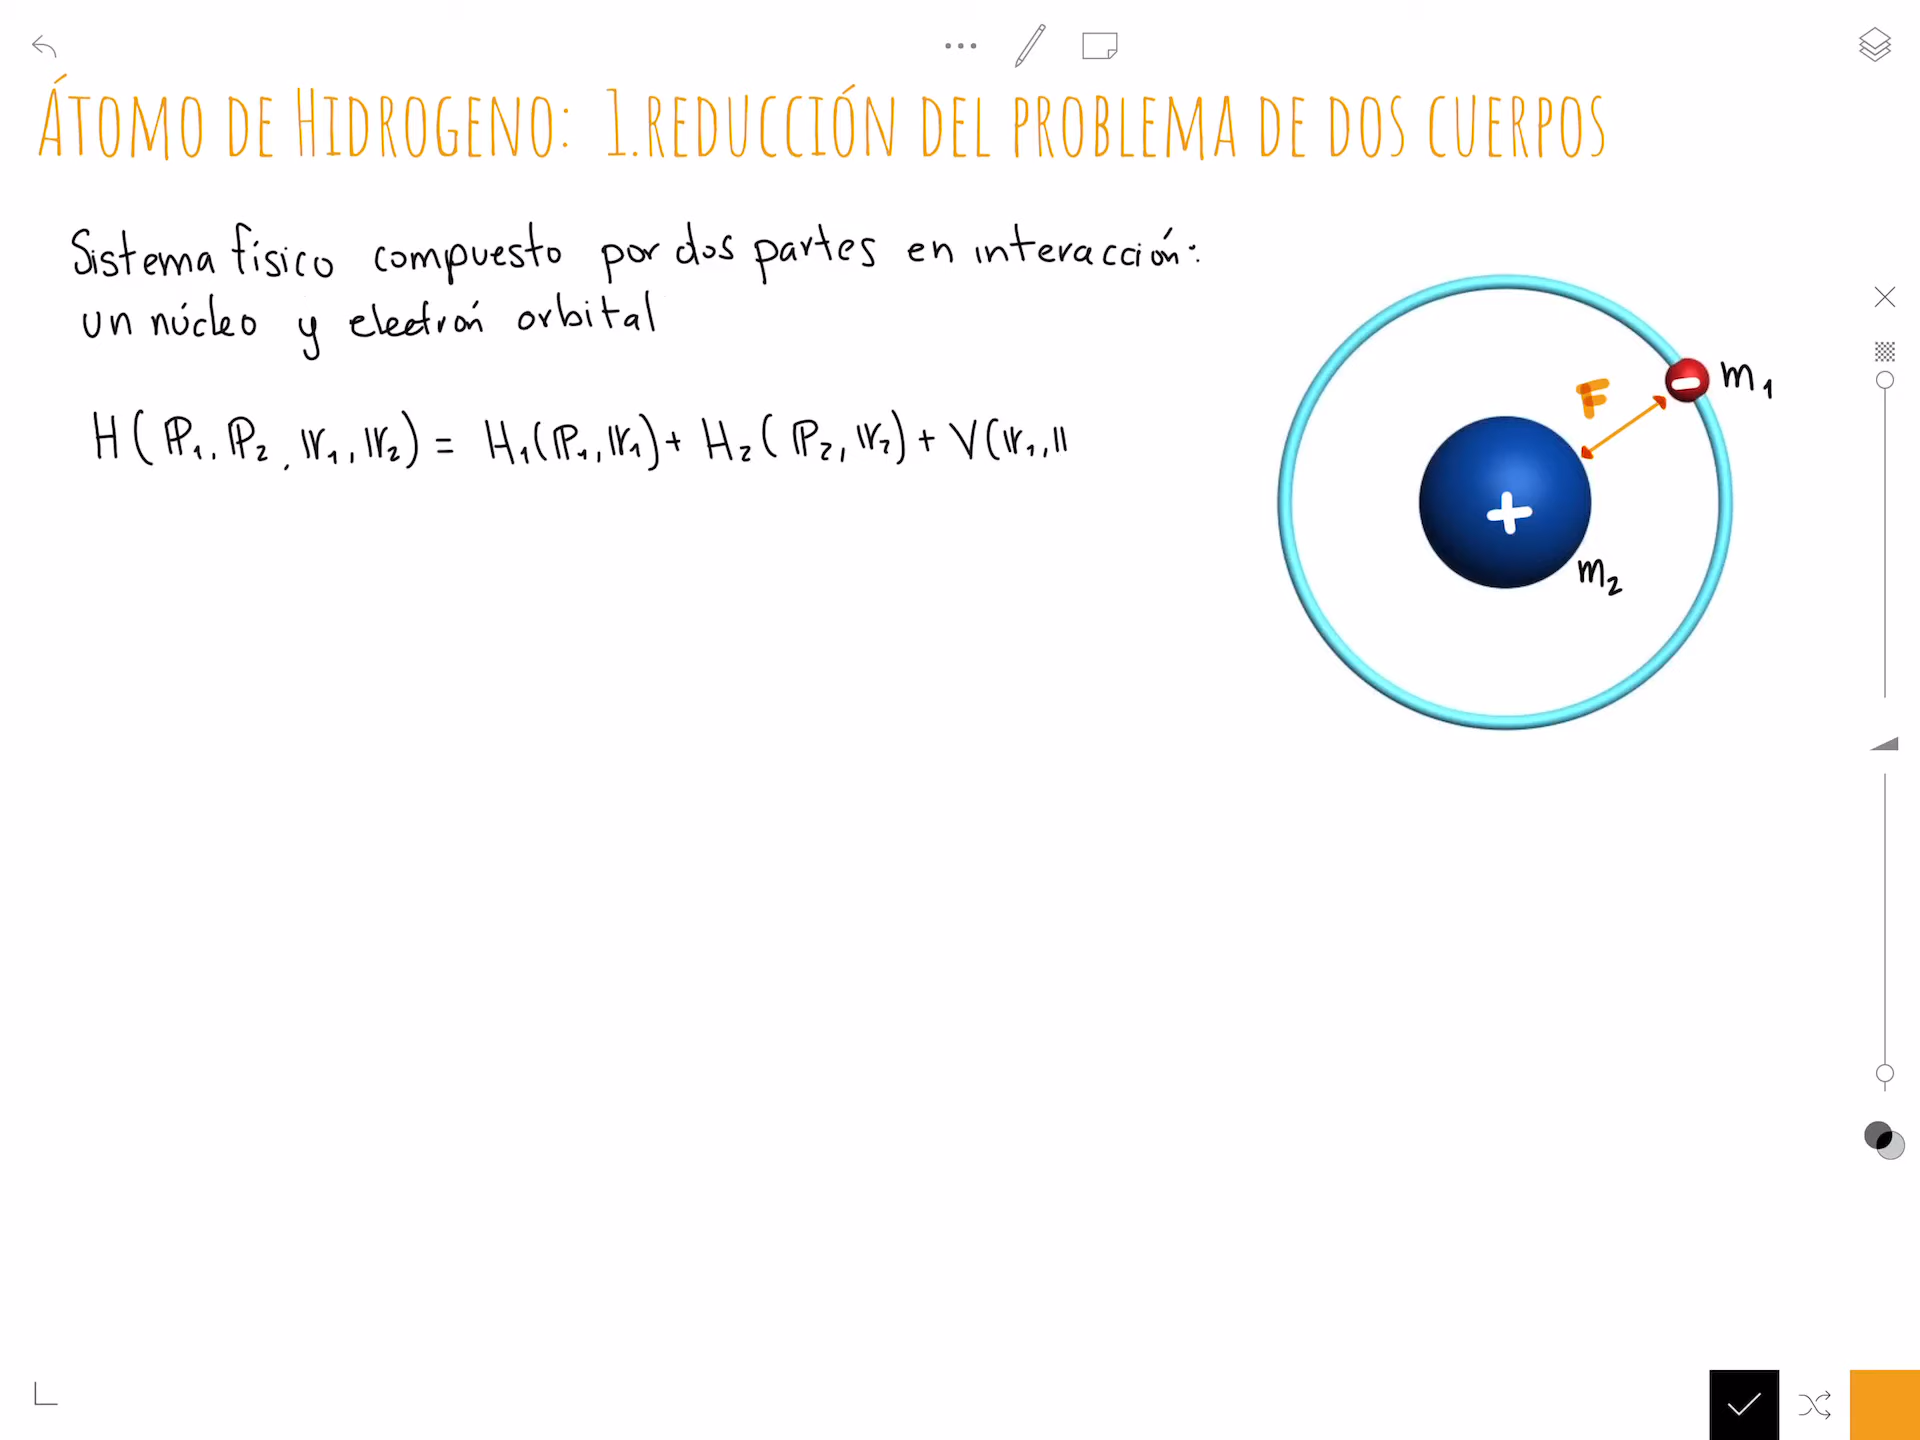 ÁTOMO DE HIDROGENO: 1.REDUCCIÓN DEL PROBLEMA DE DOS CUERPOS
Sistema físico compuesto por dos partes en interacción:
un núcleo y electrón orbital
H(ℙ₁, ℙ₂, 𝕣₁, 𝕣₂) = H₁(ℙ₁, 𝕣₁) + H₂(ℙ₂, 𝕣₂) + V(𝕣₁, ||
F
m₁
-
+
m₂